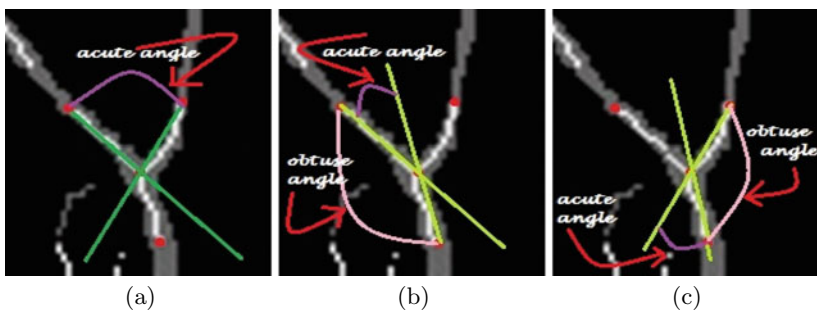 acute angle
(a)
acute angle
obtuse
angle
(b)
obtuse
angle
acute
angle
(c)